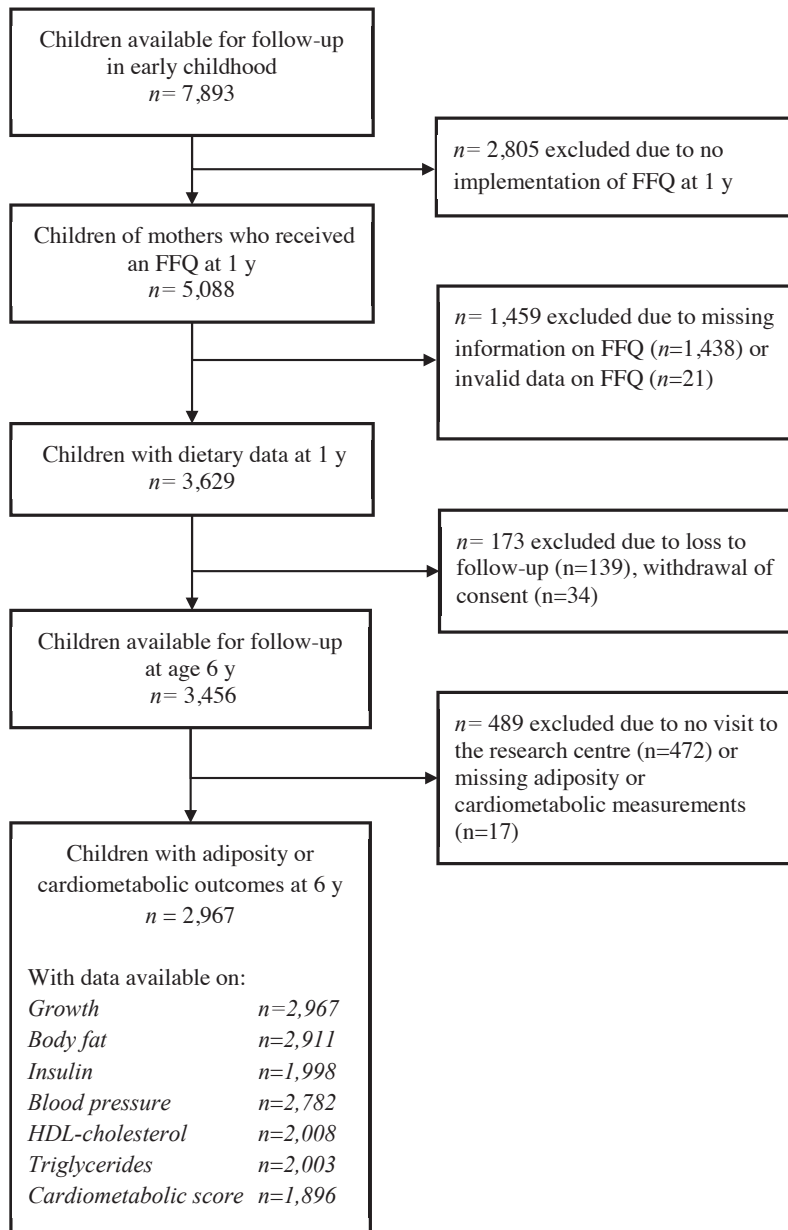 Children available for follow-up
in early childhood
n= 7,893
n= 2,805 excluded due to no
implementation of FFQ at 1 y
Children of mothers who received
an FFQ at 1 y
n= 5,088
n= 1,459 excluded due to missing
information on FFQ (n=1,438) or
invalid data on FFQ (n=21)
Children with dietary data at 1 y
n= 3,629
n= 173 excluded due to loss to
follow-up (n=139), withdrawal of
consent (n=34)
Children available for follow-up
at age 6 y
n= 3,456
n= 489 excluded due to no visit to
the research centre (n=472) or
missing adiposity or
cardiometabolic measurements
(n=17)
Children with adiposity or
cardiometabolic outcomes at 6 y
n = 2,967
With data available on:
Growth n=2,967
Body fat n=2,911
Insulin n=1,998
Blood pressure n=2,782
HDL-cholesterol n=2,008
Triglycerides n=2,003
Cardiometabolic score n=1,896